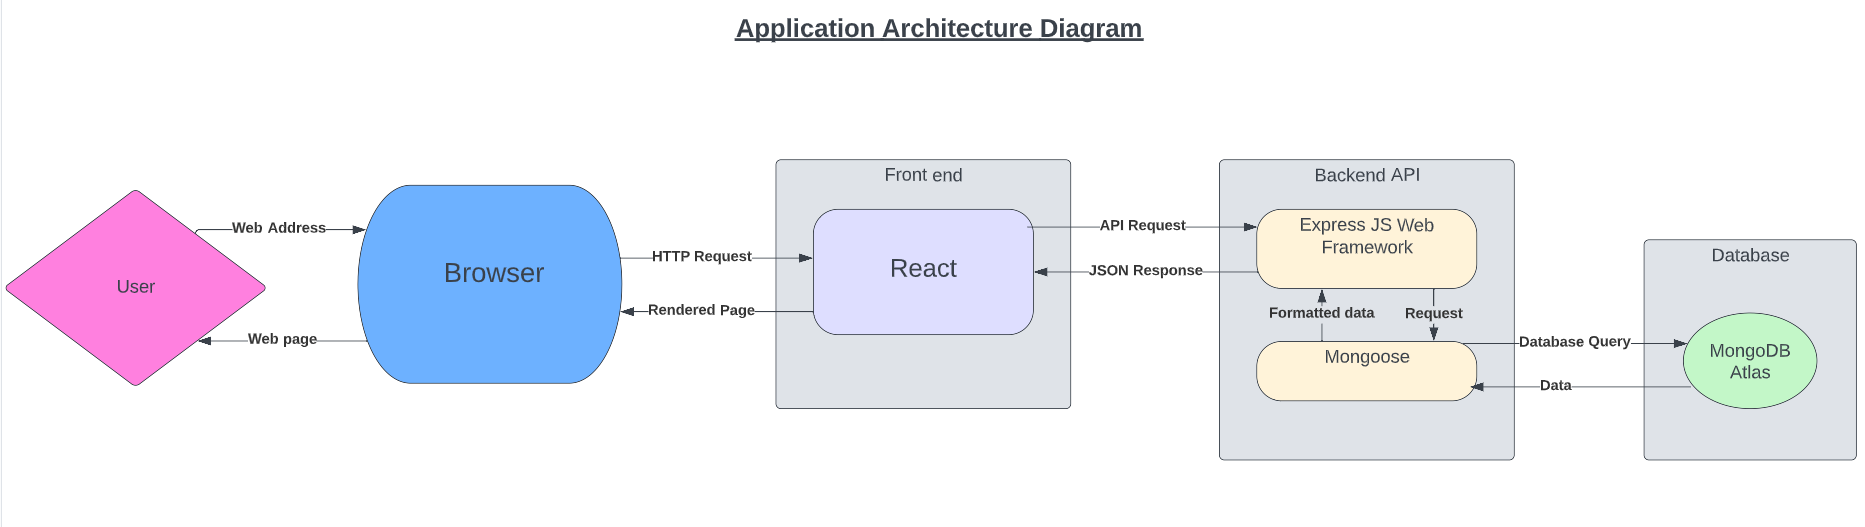 Application Architecture Diagram
User
Web Address
Web page
Browser
HTTP Request
Rendered Page
Front end
React
API Request
JSON Response
Backend API
Express JS Web
Framework
Formatted data
Request
Mongoose
Database Query
Data
Database
MongoDB
Atlas